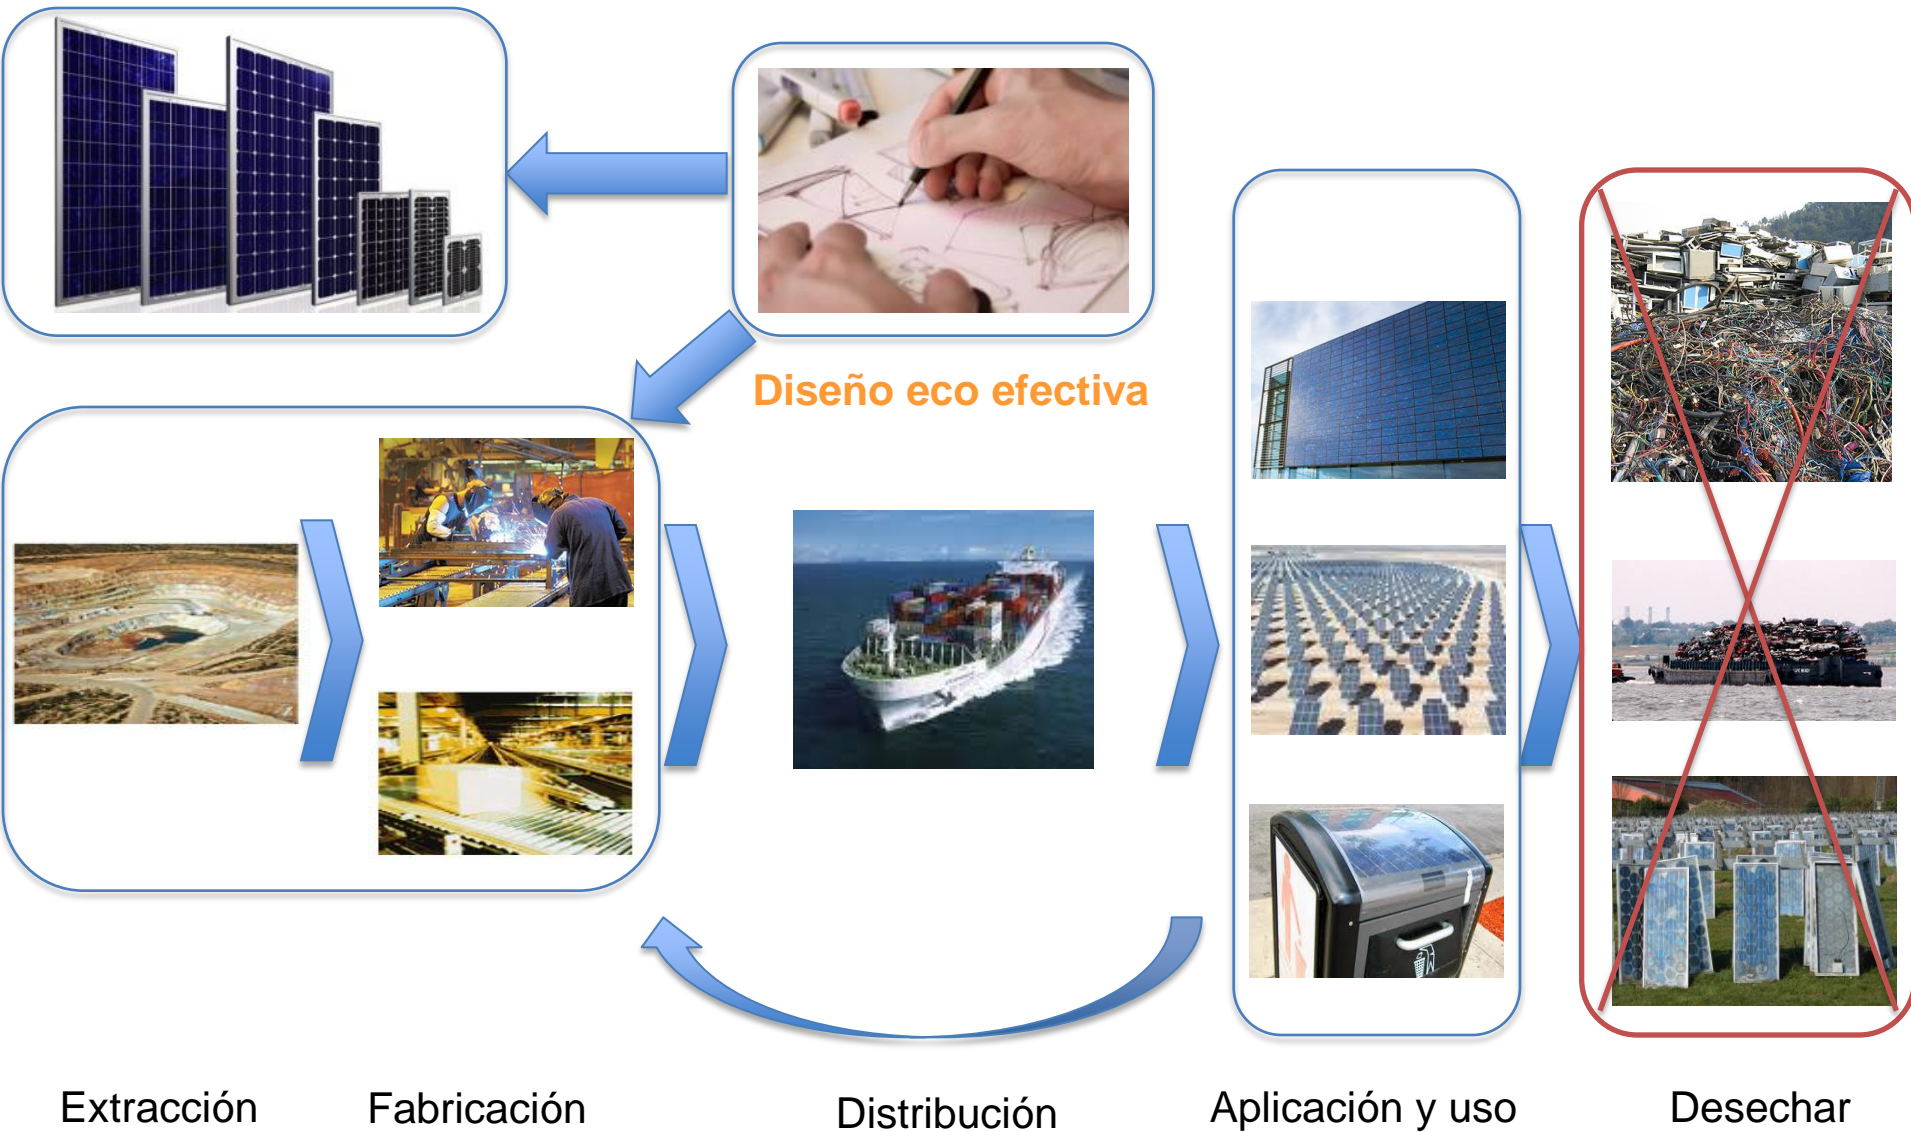 Diseño eco efectiva
Extracción
Fabricación
Distribución
Aplicación y uso
Desechar